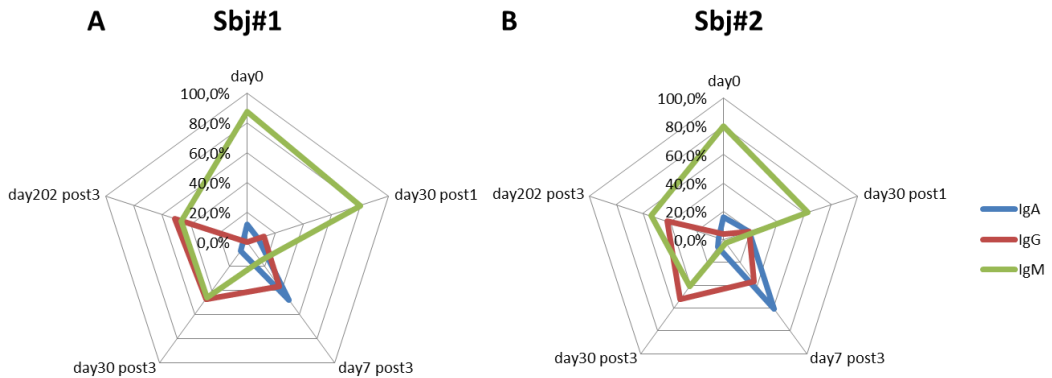 A
Sbj#1
day0
100,0%
80,0%
60,0%
40,0%
20,0%
0,0%
day30 post1
day7 post3
day30 post3
day202 post3
B
Sbj#2
day0
100,0%
80,0%
60,0%
40,0%
20,0%
0,0%
day30 post1
day7 post3
day30 post3
day202 post3
IgA
IgG
IgM